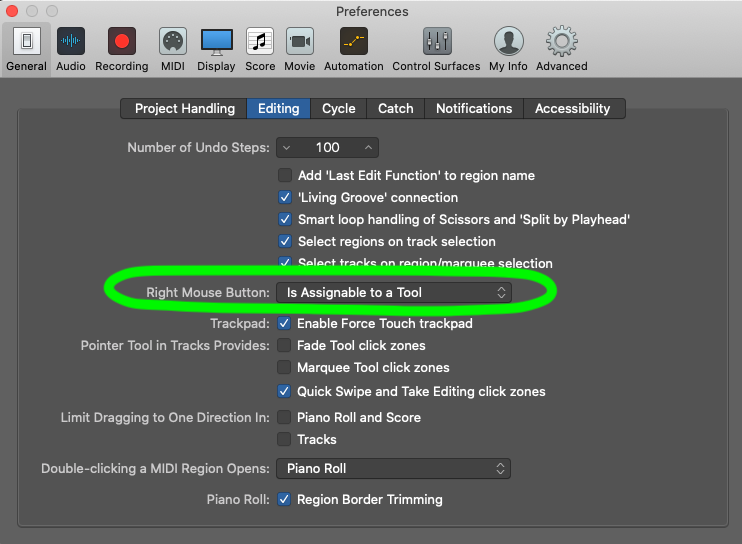 Preferences
General Audio Recording MIDI Display Score Movie Automation Control Surfaces My Info Advanced
Project Handling Editing Cycle Catch Notifications Accessibility
Number of Undo Steps: 100
Add 'Last Edit Function' to region name
'Living Groove' connection
Smart loop handling of Scissors and 'Split by Playhead'
Select regions on track selection
Select tracks on region/marquee selection
Right Mouse Button: Is Assignable to a Tool
Trackpad: Enable Force Touch trackpad
Pointer Tool in Tracks Provides: Fade Tool click zones
Marquee Tool click zones
Quick Swipe and Take Editing click zones
Limit Dragging to One Direction In: Piano Roll and Score
Tracks
Double-clicking a MIDI Region Opens: Piano Roll
Piano Roll: Region Border Trimming